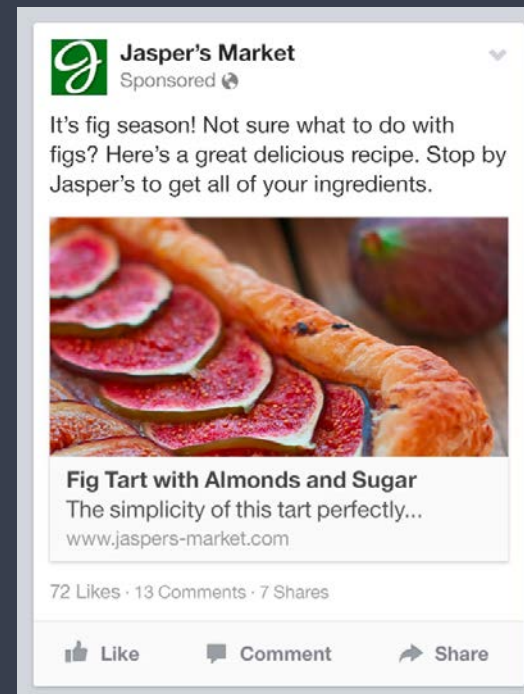 Jasper’s Market
Sponsored
It’s fig season! Not sure what to do with
figs? Here’s a great delicious recipe. Stop by
Jasper’s to get all of your ingredients.
Fig Tart with Almonds and Sugar
The simplicity of this tart perfectly...
www.jaspers-market.com
72 Likes · 13 Comments · 7 Shares
Like Comment Share